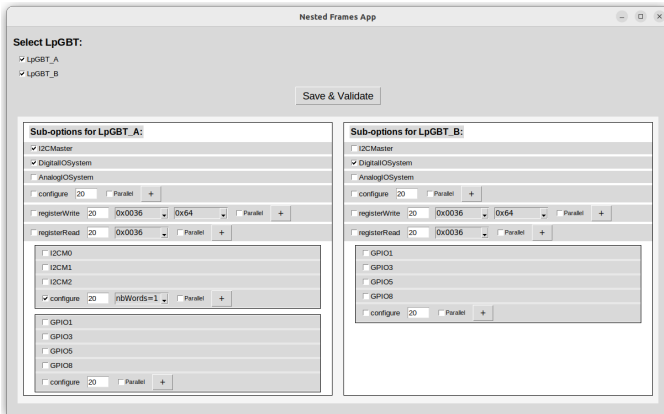 Nested Frames App
Select LpGBT:
LpGBT_A
LpGBT_B
Save & Validate
Sub-options for LpGBT_A:
I2CMaster
DigitalIOSystem
AnalogIOSystem
configure 20 Parallel +
registerWrite 20 0x0036 0x64 Parallel +
registerRead 20 0x0036 Parallel +
I2CM0
I2CM1
I2CM2
configure 20 nbWords=1 Parallel +
GPIO1
GPIO3
GPIO5
GPIO8
configure 20 Parallel +
Sub-options for LpGBT_B:
I2CMaster
DigitalIOSystem
AnalogIOSystem
configure 20 Parallel +
registerWrite 20 0x0036 0x64 Parallel +
registerRead 20 0x0036 Parallel +
GPIO1
GPIO3
GPIO5
GPIO8
configure 20 Parallel +